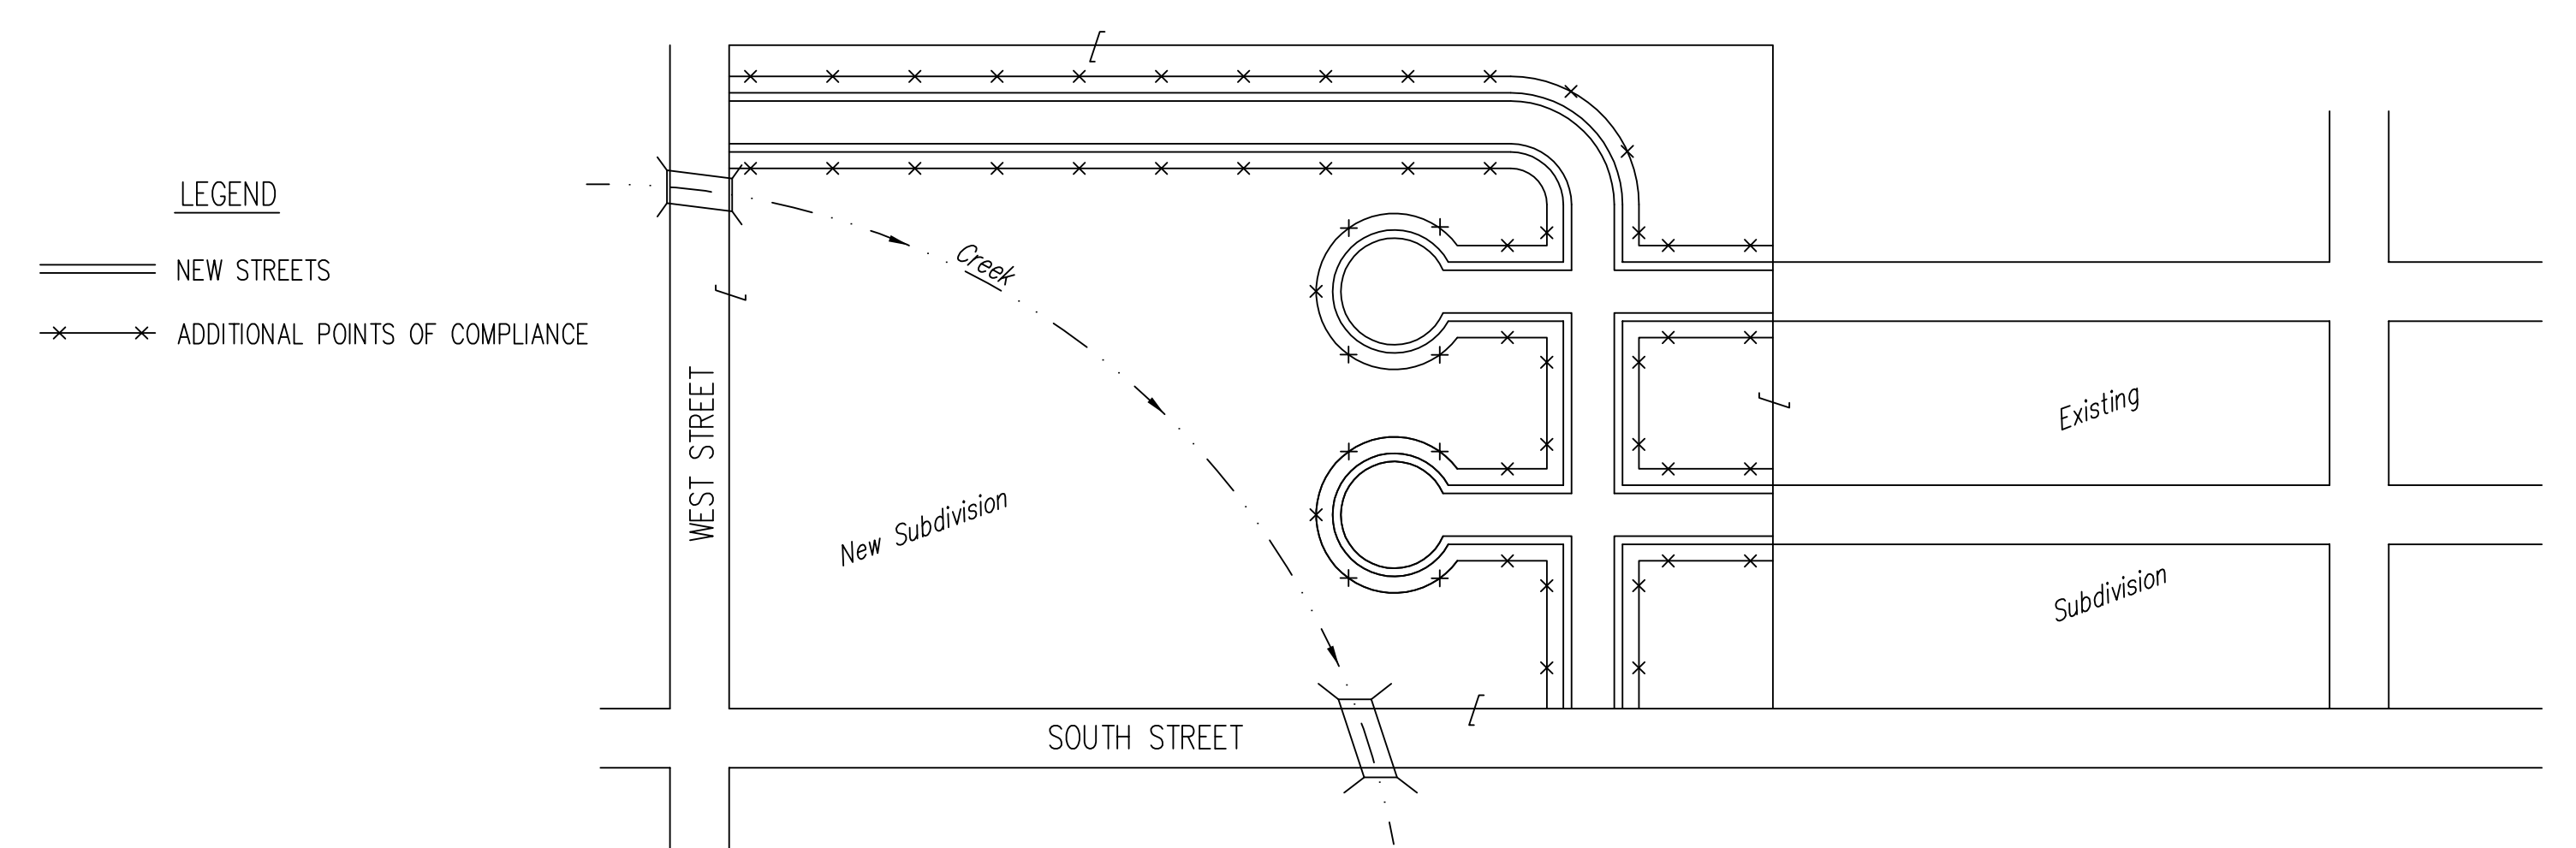 LEGEND
NEW STREETS
ADDITIONAL POINTS OF COMPLIANCE
Creek
WEST STREET
New Subdivision
SOUTH STREET
Existing
Subdivision